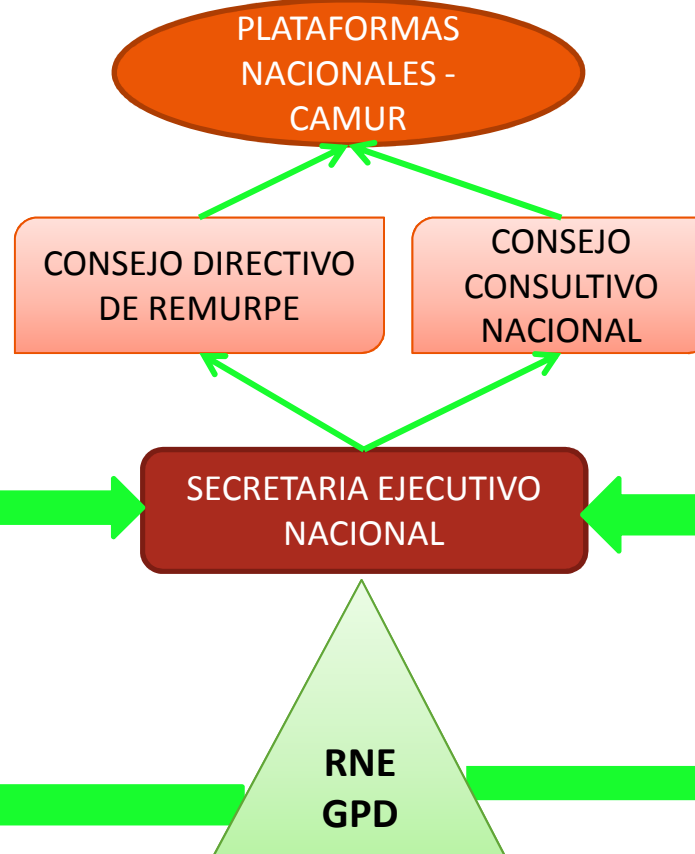 PLATAFORMAS
NACIONALES -
CAMUR
CONSEJO DIRECTIVO
DE REMURPE
CONSEJO
CONSULTIVO
NACIONAL
SECRETARIA EJECUTIVO
NACIONAL
RNE
GPD